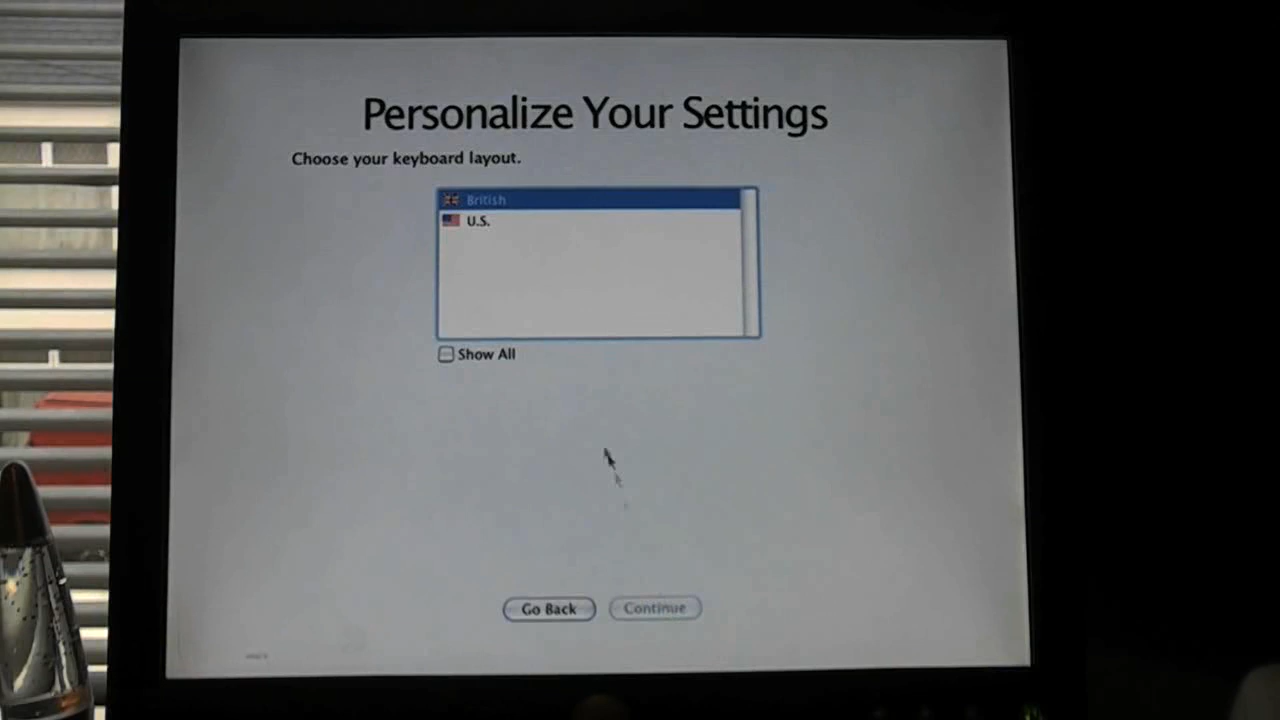 Personalize Your Settings
Choose your keyboard layout.
British
U.S.
Show All
Go Back
Continue